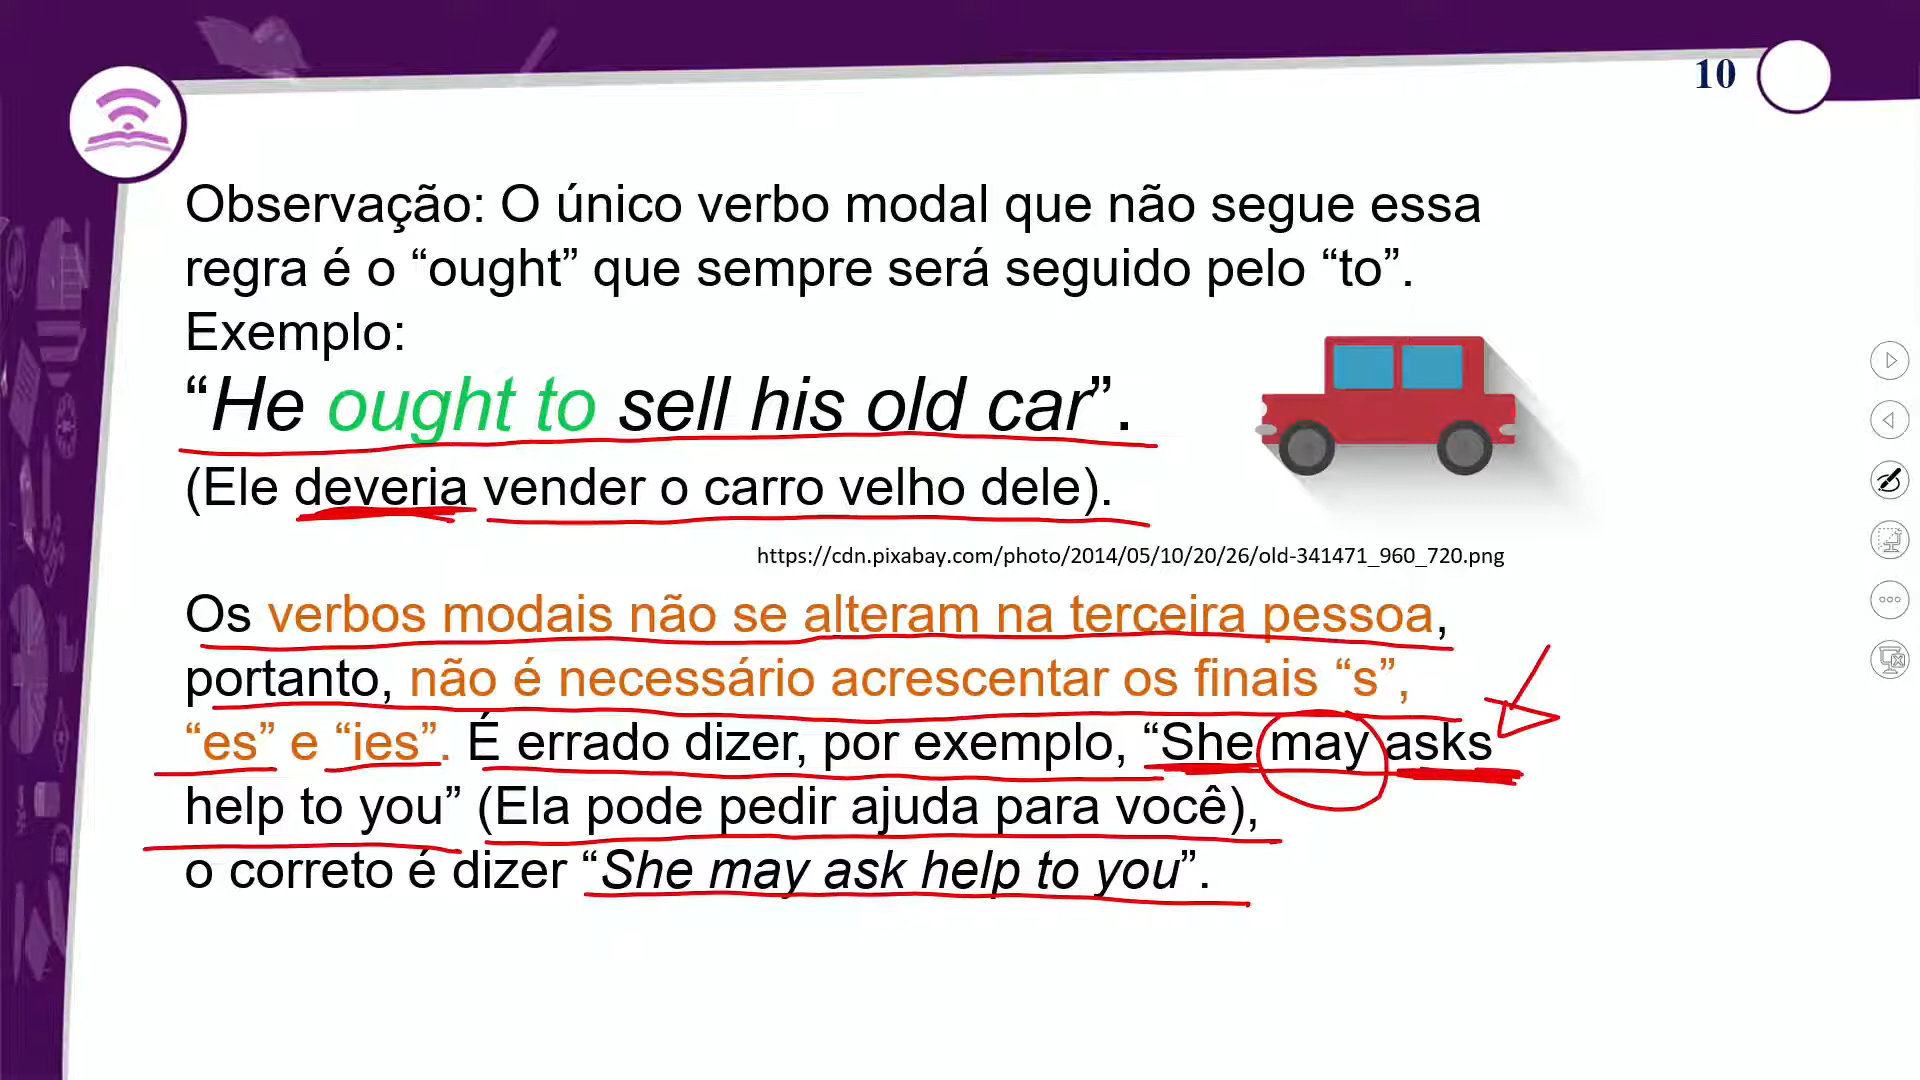 10
Observação: O único verbo modal que não segue essa
regra é o “ought” que sempre será seguido pelo “to”.
Exemplo:
“He ought to sell his old car”.
(Ele deveria vender o carro velho dele).
https://cdn.pixabay.com/photo/2014/05/10/20/26/old-341471_960_720.png
Os verbos modais não se alteram na terceira pessoa,
portanto, não é necessário acrescentar os finais “s”,
“es” e “ies”. É errado dizer, por exemplo, “She may asks
help to you” (Ela pode pedir ajuda para você),
o correto é dizer “She may ask help to you”.